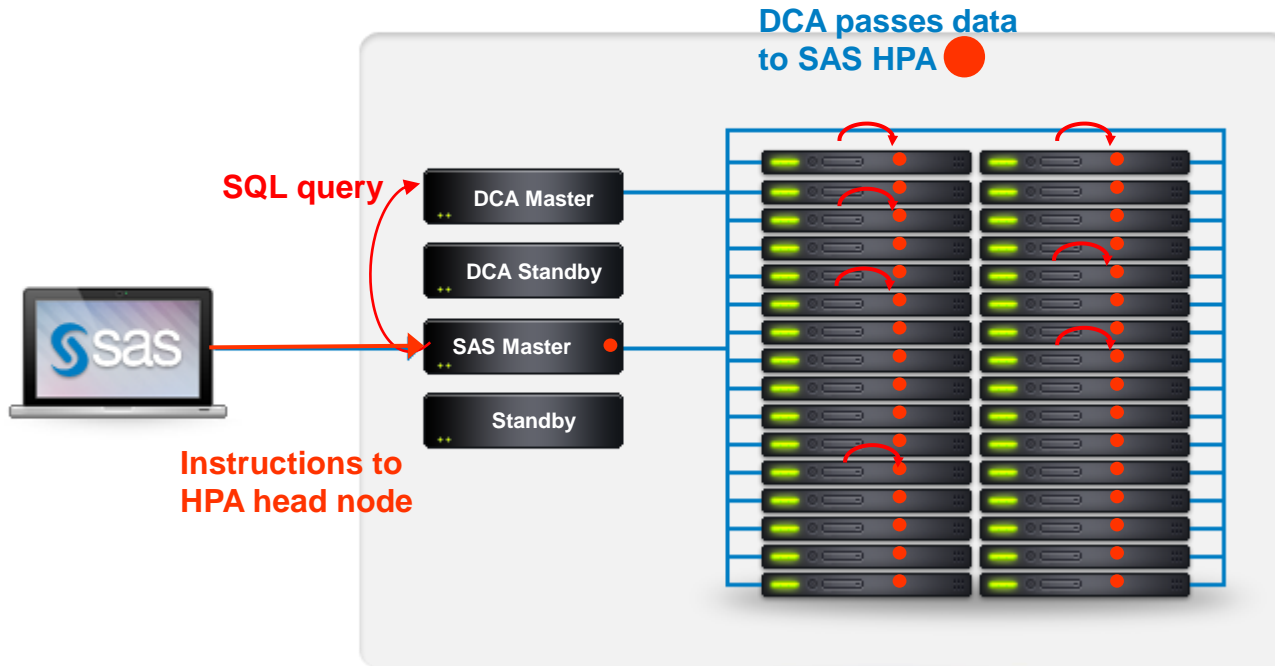 DCA passes data
to SAS HPA
SQL query
DCA Master
DCA Standby
sas
SAS Master
Standby
Instructions to
HPA head node